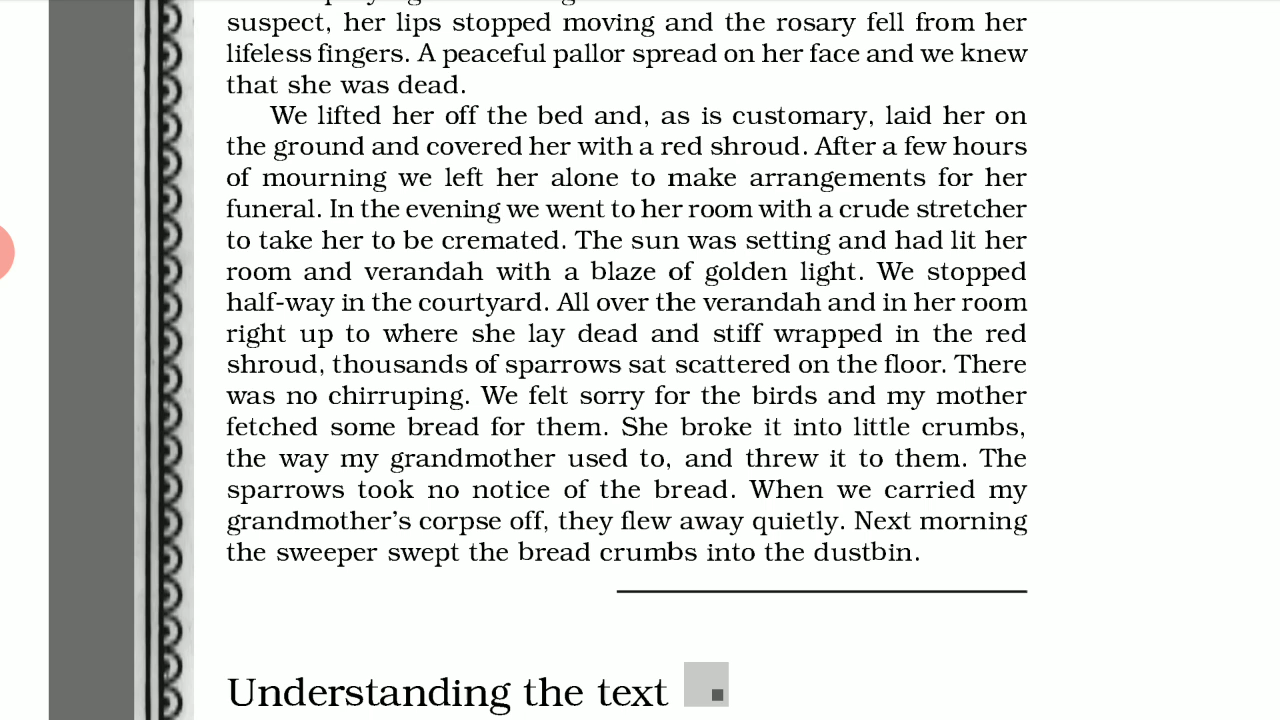 suspect, her lips stopped moving and the rosary fell from her
lifeless fingers. A peaceful pallor spread on her face and we knew
that she was dead.
We lifted her off the bed and, as is customary, laid her on
the ground and covered her with a red shroud. After a few hours
of mourning we left her alone to make arrangements for her
funeral. In the evening we went to her room with a crude stretcher
to take her to be cremated. The sun was setting and had lit her
room and verandah with a blaze of golden light. We stopped
half-way in the courtyard. All over the verandah and in her room
right up to where she lay dead and stiff wrapped in the red
shroud, thousands of sparrows sat scattered on the floor. There
was no chirruping. We felt sorry for the birds and my mother
fetched some bread for them. She broke it into little crumbs,
the way my grandmother used to, and threw it to them. The
sparrows took no notice of the bread. When we carried my
grandmother’s corpse off, they flew away quietly. Next morning
the sweeper swept the bread crumbs into the dustbin.
Understanding the text